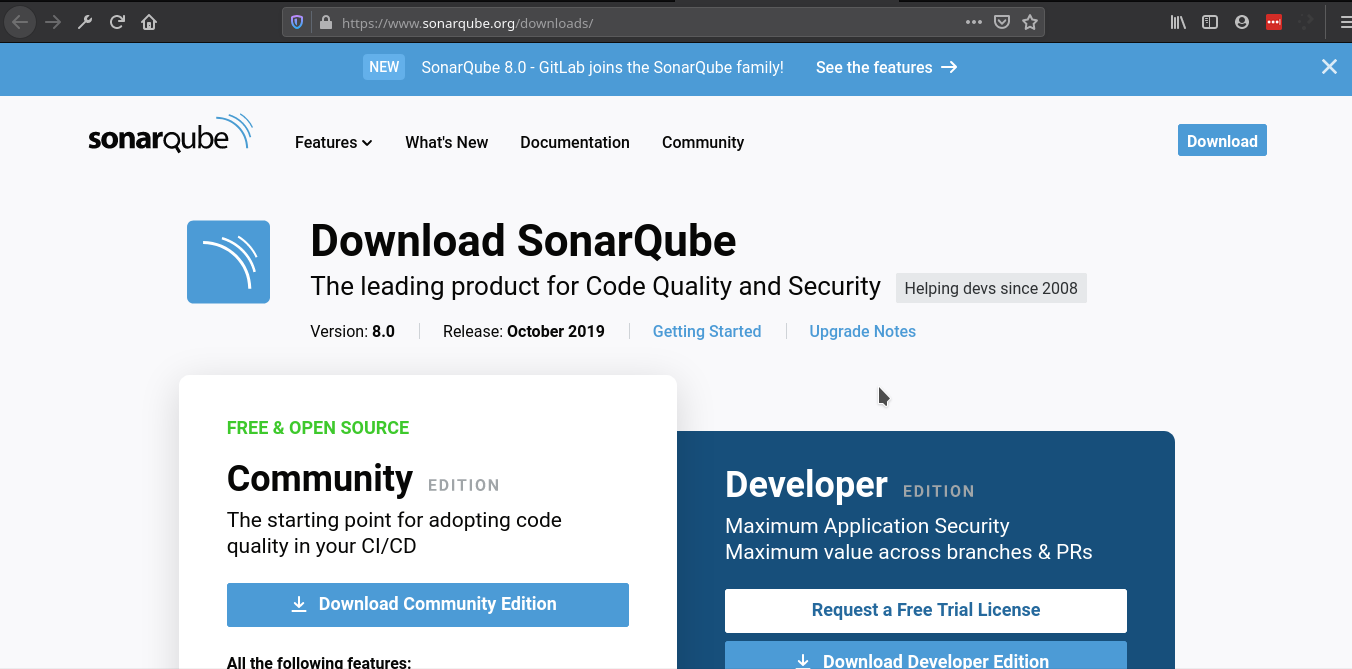 https://www.sonarqube.org/downloads/
NEW SonarQube 8.0 - GitLab joins the SonarQube family! See the features →
sonarqube Features What's New Documentation Community Download
Download SonarQube
The leading product for Code Quality and Security Helping devs since 2008
Version: 8.0 Release: October 2019 Getting Started Upgrade Notes
FREE & OPEN SOURCE
Community EDITION
The starting point for adopting code
quality in your CI/CD
Download Community Edition
All the following features:
Developer EDITION
Maximum Application Security
Maximum value across branches & PRs
Request a Free Trial License
Download Developer Edition